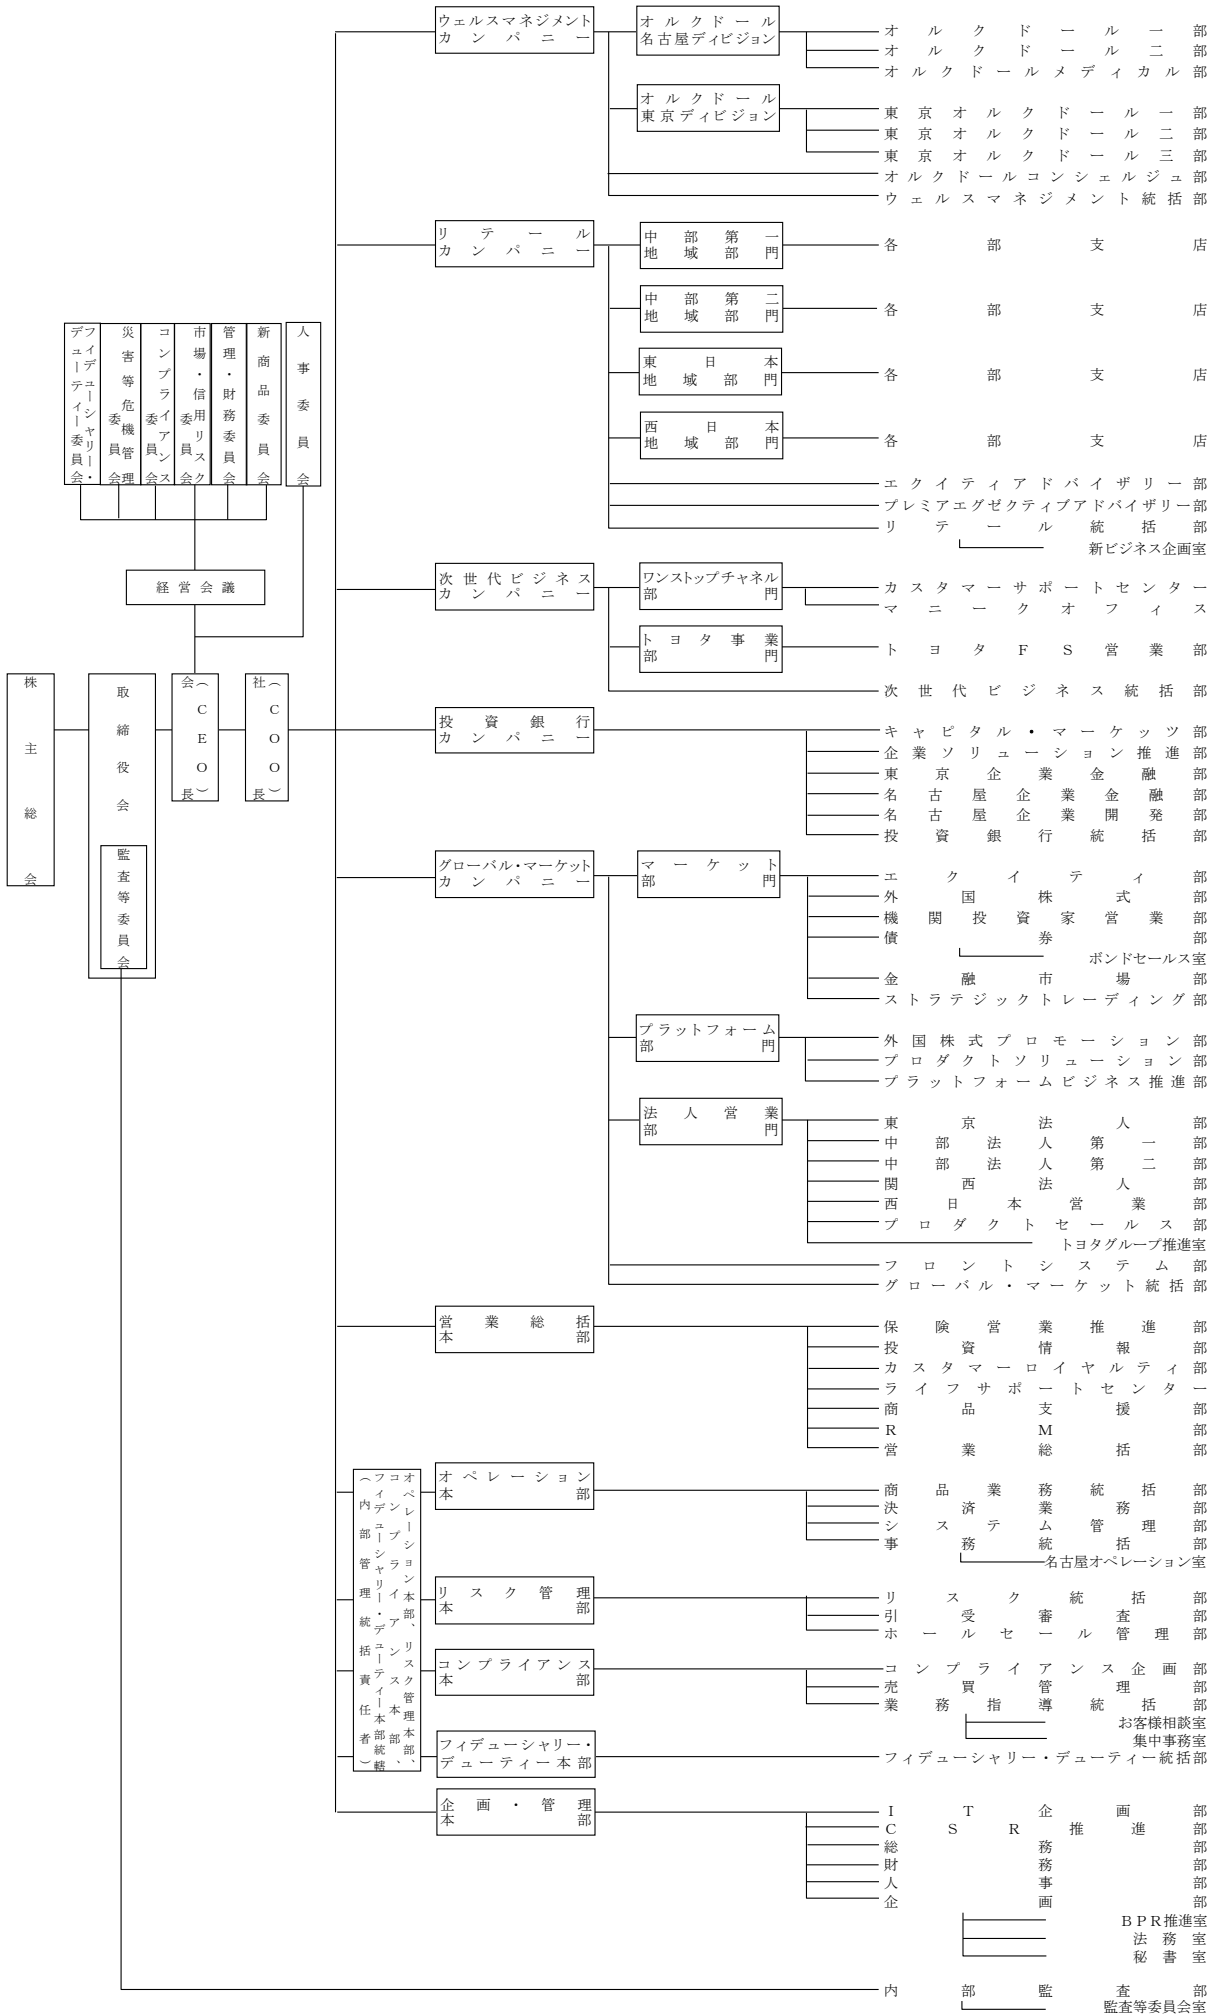 ウェルスマネジメント
カンパニー
オルクドール
名古屋ディビジョン
オルクドール一部
オルクドール二部
オルクドールメディカル部
オルクドール
東京ディビジョン
東京オルクドール一部
東京オルクドール二部
東京オルクドール三部
オルクドールコンシェルジュ部
ウェルスマネジメント統括部
リテール
カンパニー
中部第一
地域部門
各部支店
中部第二
地域部門
各部支店
東日本
地域部門
各部支店
西日本
地域部門
各部支店
エクイティアドバイザリー部
プレミアエグゼクティブアドバイザリー部
リテール統括部
新ビジネス企画室
フィデューシャリー・
デューティー委員会
災害等危機管理
委員会
コンプライアンス
委員会
市場・信用リスク
委員会
管理・財務委員会
新商品委員会
人事委員会
経営会議
株主総会
取締役会
監査等委員会
会長
(CEO)
社長
(COO)
次世代ビジネス
カンパニー
ワンストップチャネル
部門
カスタマーサポートセンター
マニークオフィス
トヨタ事業
部門
トヨタFS営業部
次世代ビジネス統括部
投資銀行
カンパニー
キャピタル・マーケッツ部
企業ソリューション推進部
東京企業金融部
名古屋企業金融部
名古屋企業開発部
投資銀行統括部
グローバル・マーケット
カンパニー
マーケット
部門
エクイティ部
外国株式部
機関投資家営業部
債券部
ボンドセールス室
金融市場部
ストラテジックトレーディング部
プラットフォーム
部門
外国株式プロモーション部
プロダクトソリューション部
プラットフォームビジネス推進部
法人営業
部門
東京法人部
中部法人第一部
中部法人第二部
関西法人部
西日本営業部
プロダクトセールス部
トヨタグループ推進室
フロントシステム部
グローバル・マーケット統括部
営業総括
本部
保険営業推進部
投資情報部
カスタマーロイヤルティ部
ライフサポートセンター
商品支援部
RM部
営業総括部
オペレーション本部、リスク管理本部、
コンプライアンス本部、
フィデューシャリー・デューティー本部統轄
(内部管理統括責任者)
オペレーション
本部
商品業務統括部
決済業務部
システム管理部
事務統括部
名古屋オペレーション室
リスク管理
本部
リスク統括部
引受審査部
ホールセール管理部
コンプライアンス
本部
コンプライアンス企画部
売買管理部
業務指導統括部
お客様相談室
集中事務室
フィデューシャリー・
デューティー本部
フィデューシャリー・デューティー統括部
企画・管理
本部
IT企画部
CSR推進部
総務部
財務部
人事部
企画部
BPR推進室
法務室
秘書室
内部監査部
監査等委員会室